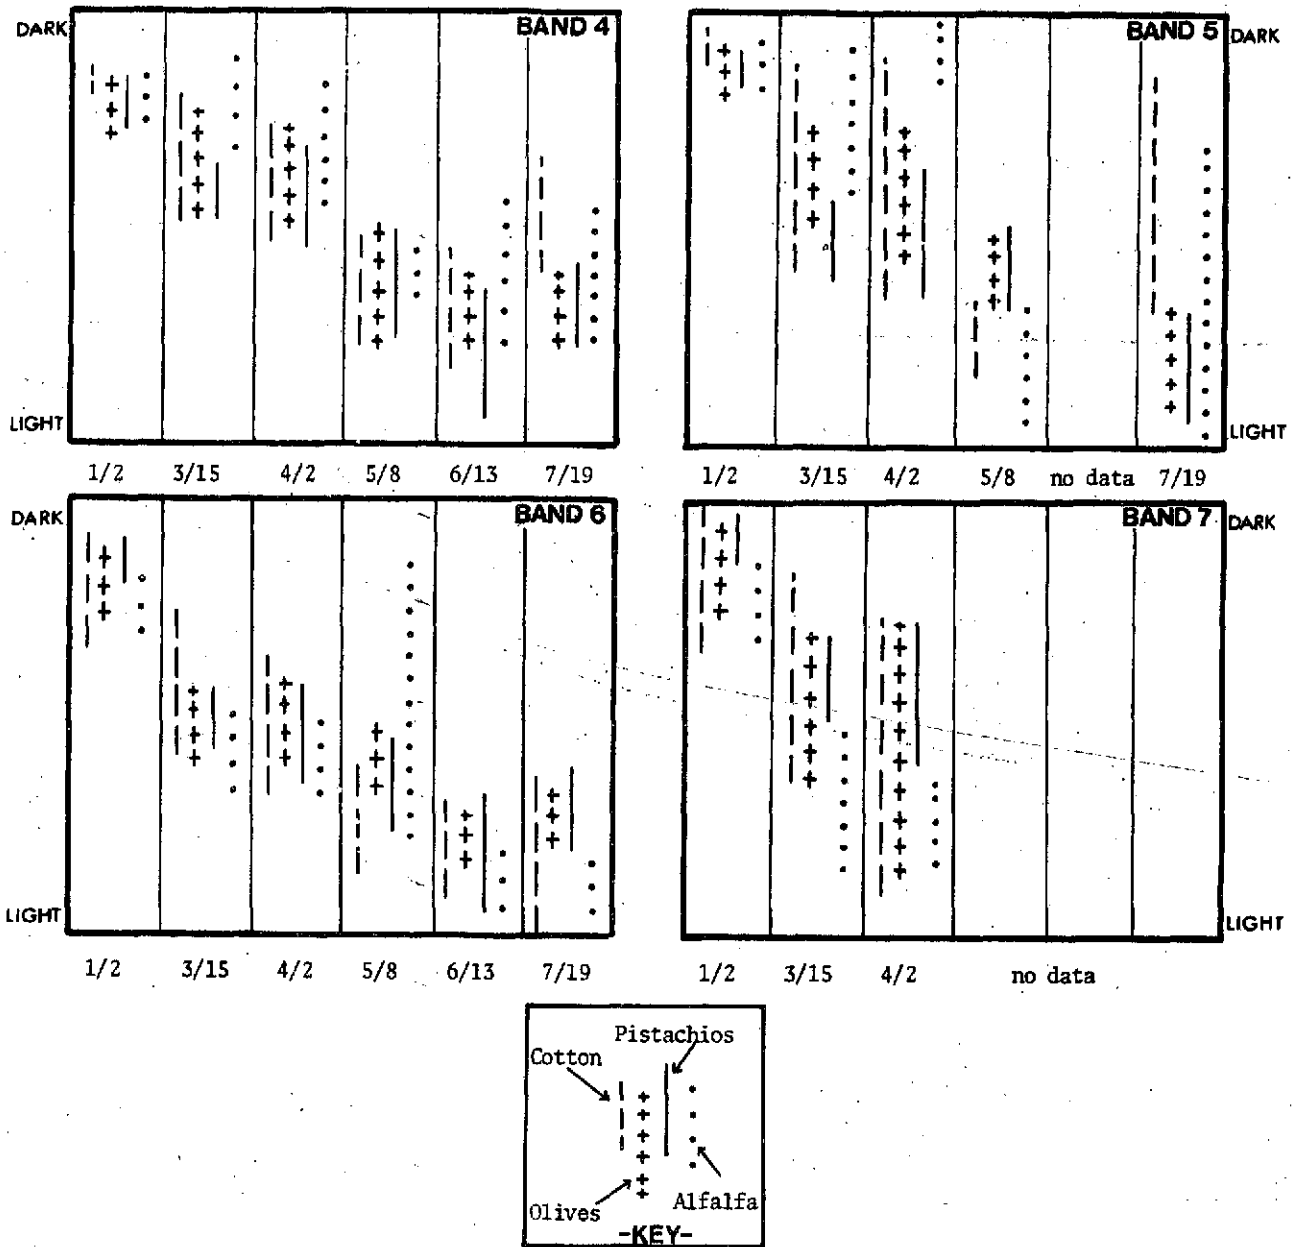 DARK BAND 4 BAND 5 DARK
LIGHT LIGHT
1/2 3/15 4/2 5/8 6/13 7/19 1/2 3/15 4/2 5/8 no data 7/19
DARK BAND 6 BAND 7 DARK
LIGHT LIGHT
1/2 3/15 4/2 5/8 6/13 7/19 1/2 3/15 4/2 no data
Pistachios
Cotton
Olives Alfalfa
-KEY-